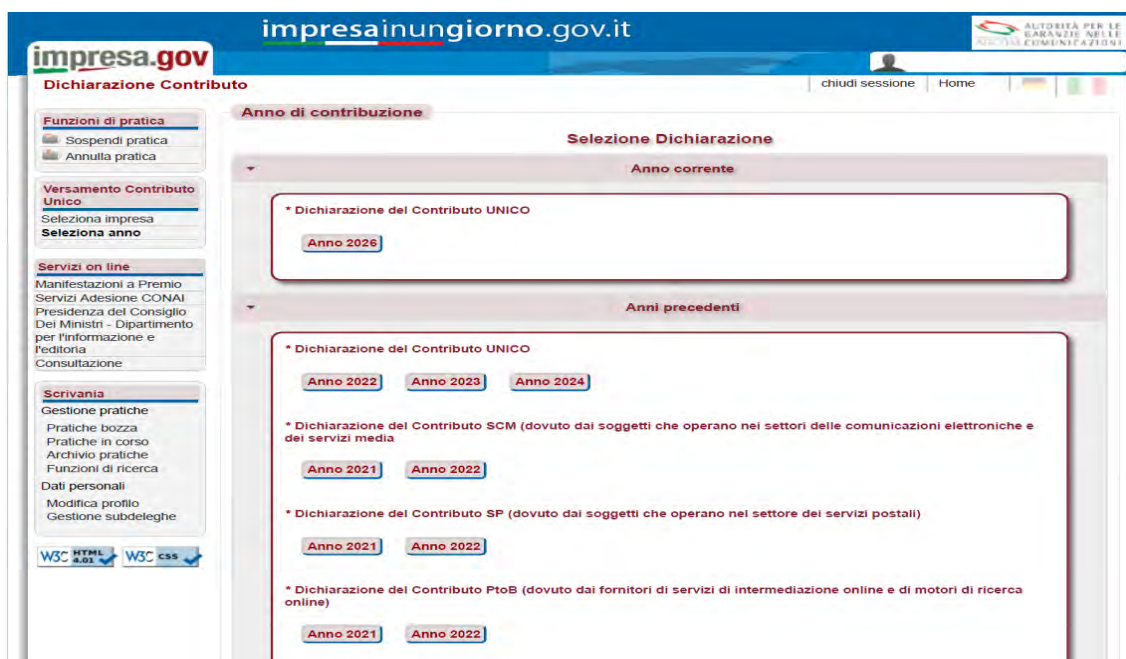 impresainungiorno.gov.it
AUTORITÀ PER LE
GARANZIE NELLE
COMUNICAZIONI
impresa.gov
Dichiarazione Contributo
chiudi sessione
Home
Funzioni di pratica
Sospendi pratica
Annulla pratica
Versamento Contributo
Unico
Seleziona impresa
Seleziona anno
Servizi on line
Manifestazioni a Premio
Servizi Adesione CONAI
Presidenza del Consiglio
Dei Ministri - Dipartimento
per l'informazione e
l'editoria
Consultazione
Scrivania
Gestione pratiche
Pratiche bozza
Pratiche in corso
Archivio pratiche
Funzioni di ricerca
Dati personali
Modifica profilo
Gestione subdeleghe
W3C HTML 4.01
W3C css
Anno di contribuzione
Selezione Dichiarazione
Anno corrente
* Dichiarazione del Contributo UNICO
Anno 2026
Anni precedenti
* Dichiarazione del Contributo UNICO
Anno 2022 Anno 2023 Anno 2024
* Dichiarazione del Contributo SCM (dovuto dai soggetti che operano nei settori delle comunicazioni elettroniche e
dei servizi media
Anno 2021 Anno 2022
* Dichiarazione del Contributo SP (dovuto dai soggetti che operano nel settore dei servizi postali)
Anno 2021 Anno 2022
* Dichiarazione del Contributo PtoB (dovuto dai fornitori di servizi di intermediazione online e di motori di ricerca
online)
Anno 2021 Anno 2022